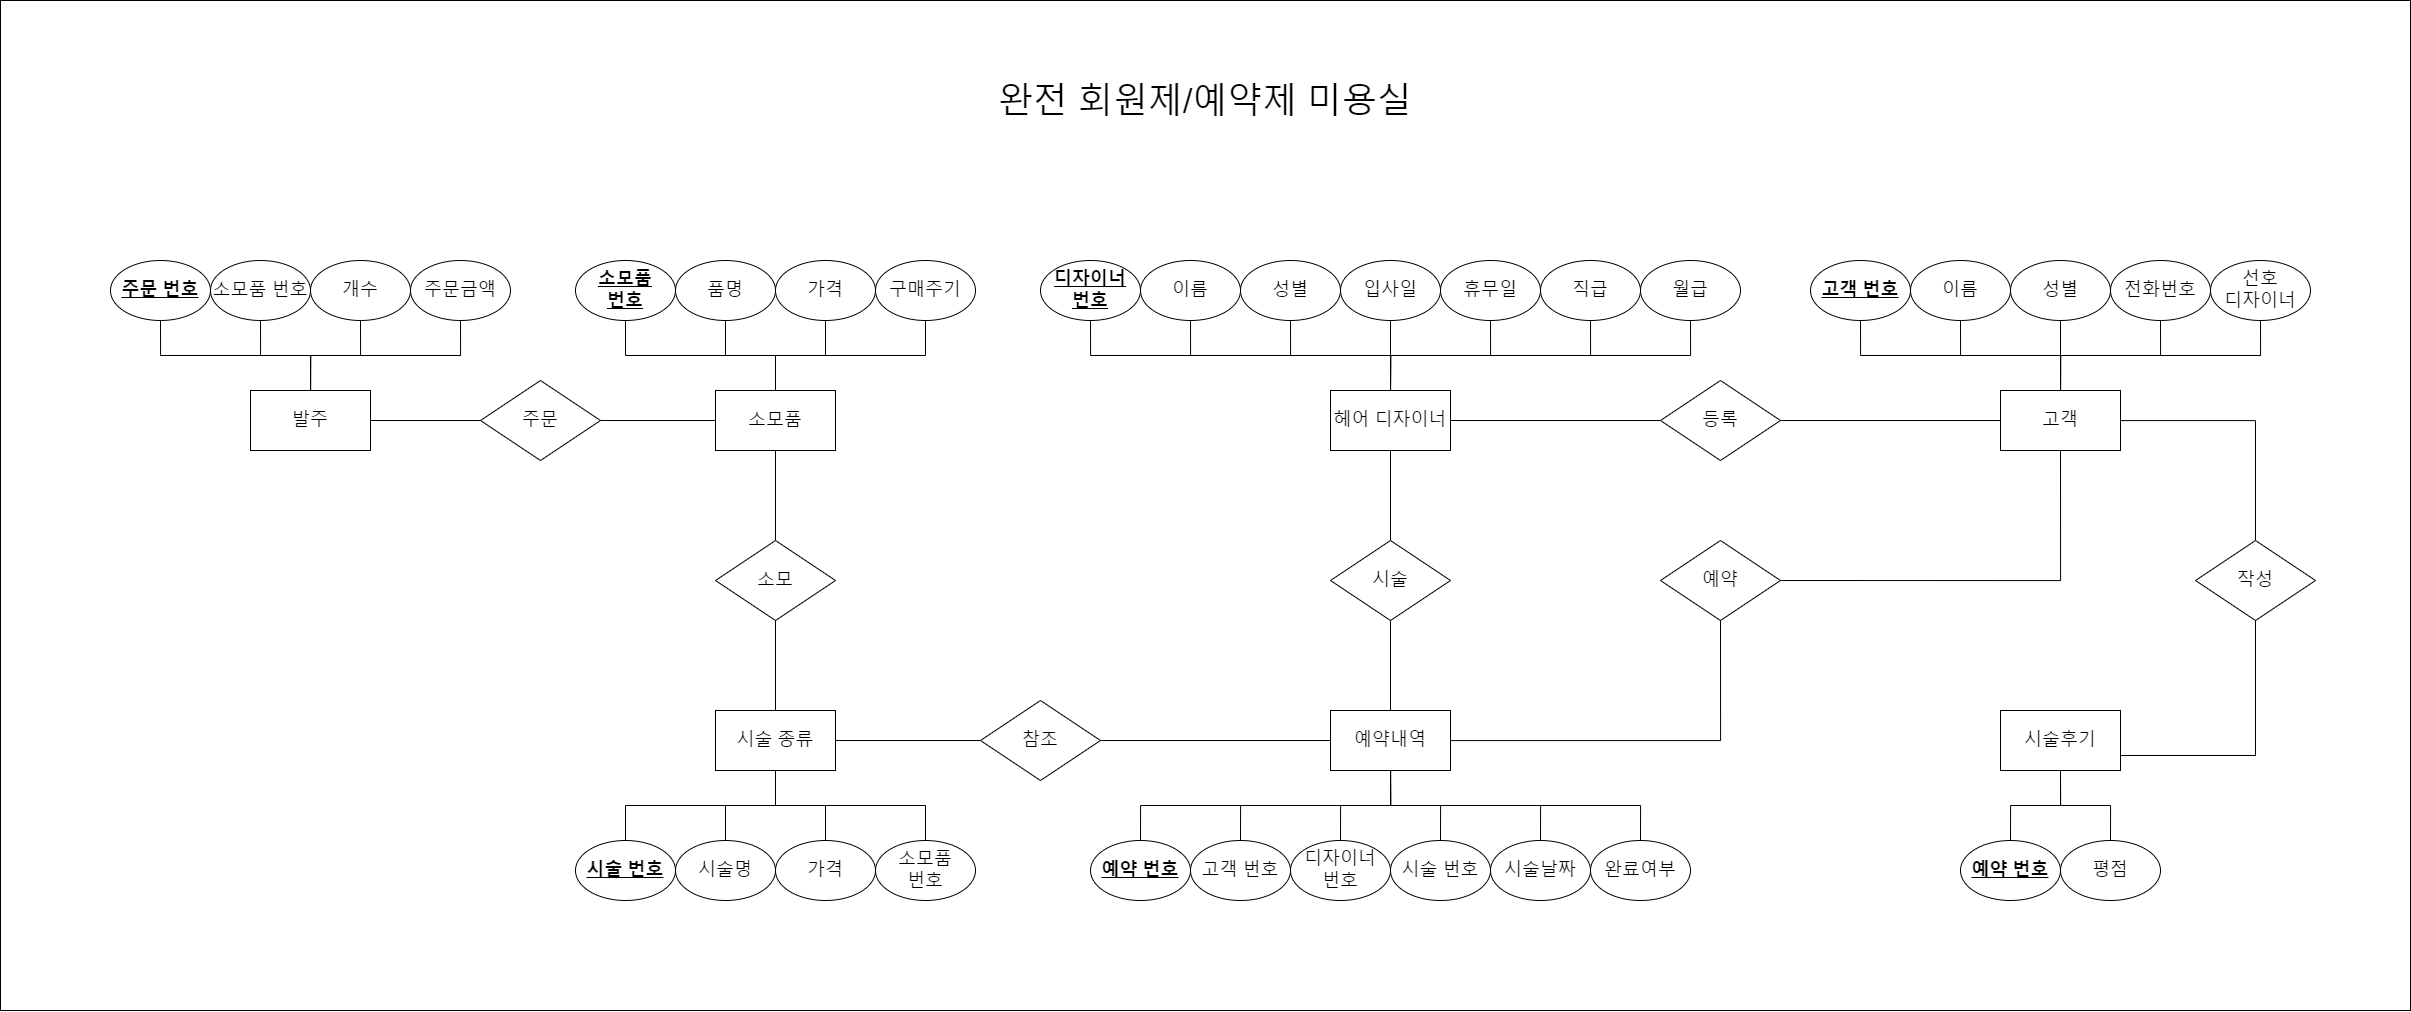 완전 회원제/예약제 미용실
주문 번호
소모품 번호
개수
주문금액
소모품
번호
품명
가격
구매주기
디자이너
번호
이름
성별
입사일
휴무일
직급
월급
고객 번호
이름
성별
전화번호
선호
디자이너
발주
주문
소모품
헤어 디자이너
등록
고객
소모
시술
예약
작성
시술 종류
참조
예약내역
시술후기
시술 번호
시술명
가격
소모품
번호
예약 번호
고객 번호
디자이너
번호
시술 번호
시술날짜
완료여부
예약 번호
평점